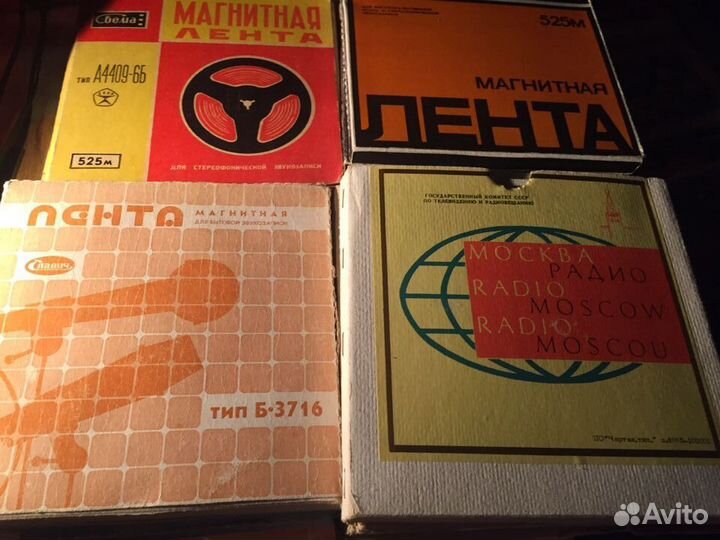 Свема
МАГНИТНАЯ
ЛЕНТА
тип А4409-6Б
525м
ДЛЯ СТЕРЕОФОНИЧЕСКОЙ ЗВУКОЗАПИСИ
525м
МАГНИТНАЯ
ЛЕНТА
ЛЕНТА
МАГНИТНАЯ
ДЛЯ БЫТОВОЙ ЗВУКОЗАПИСИ
Славич
тип Б-3716
ГОСУДАРСТВЕННЫЙ КОМИТЕТ СССР
ПО ТЕЛЕВИДЕНИЮ И РАДИОВЕЩАНИЮ
МОСКВА
РАДИО
RADIO
MOSCOW
RADIO
MOSCOU
Avito